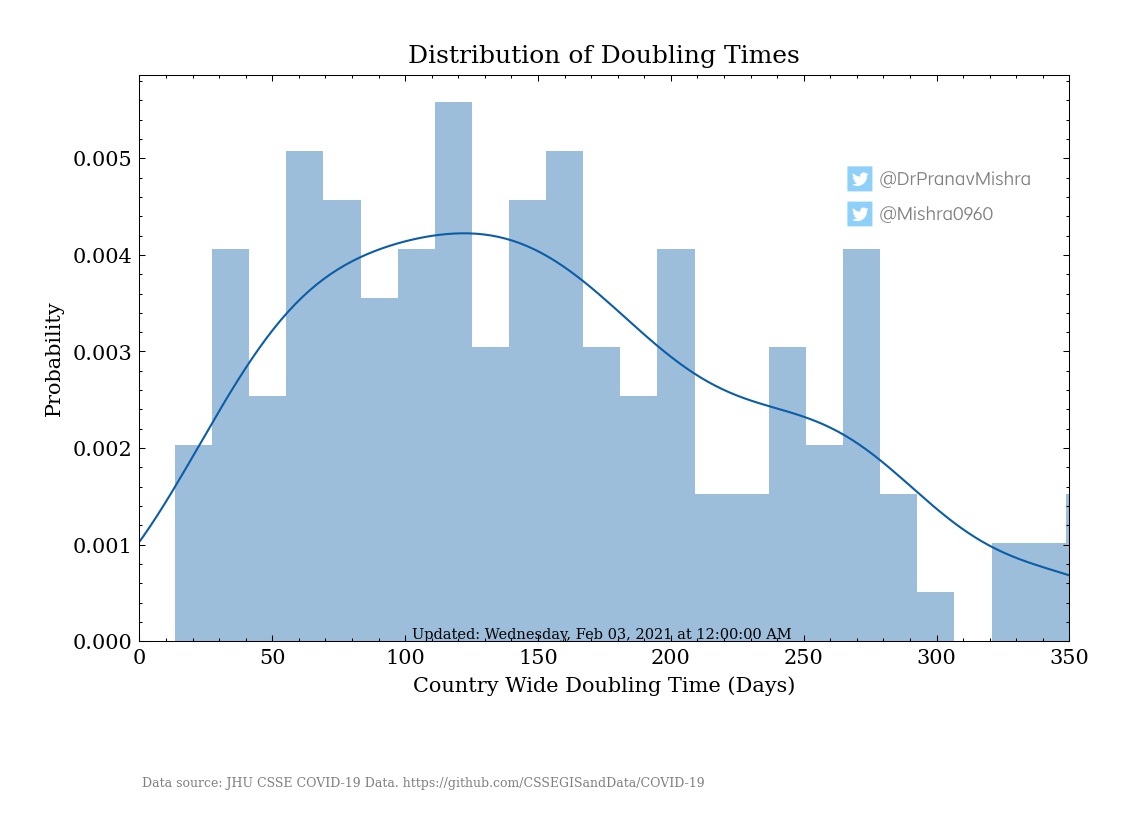 Distribution of Doubling Times
0.005
0.004
0.003
0.002
0.001
0.000
Probability
@DrPranavMishra
@Mishra0960
Updated: Wednesday, Feb 03, 2021 at 12:00:00 AM
0 50 100 150 200 250 300 350
Country Wide Doubling Time (Days)
Data source: JHU CSSE COVID-19 Data. https://github.com/CSSEGISandData/COVID-19